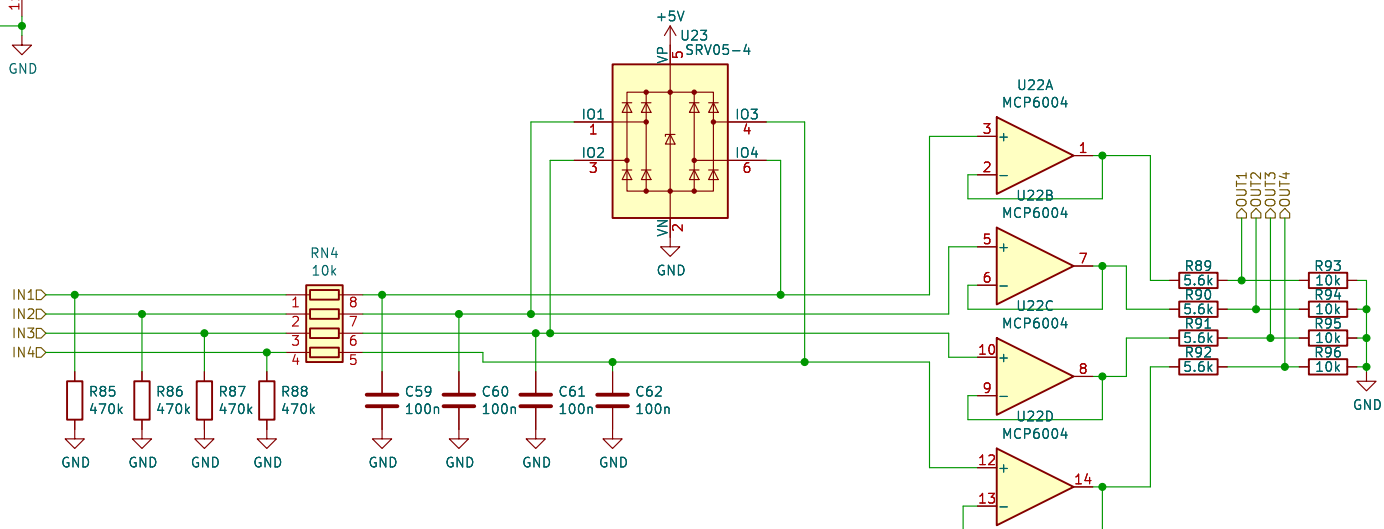 1
GND
+5V
U23
SRV05-4
VP
5
IO1
1
IO2
3
IO3
4
IO4
6
VN
2
GND
U22A
MCP6004
3
+
2
−
1
U22B
MCP6004
5
+
6
−
7
U22C
MCP6004
10
+
9
−
8
U22D
MCP6004
12
+
13
−
14
RN4
10k
IN1
1
8
IN2
2
7
IN3
3
6
IN4
4
5
R85
470k
R86
470k
R87
470k
R88
470k
C59
100n
C60
100n
C61
100n
C62
100n
GND
GND
GND
GND
GND
GND
GND
GND
OUT1
OUT2
OUT3
OUT4
R89
5.6k
R93
10k
R90
5.6k
R94
10k
R91
5.6k
R95
10k
R92
5.6k
R96
10k
GND